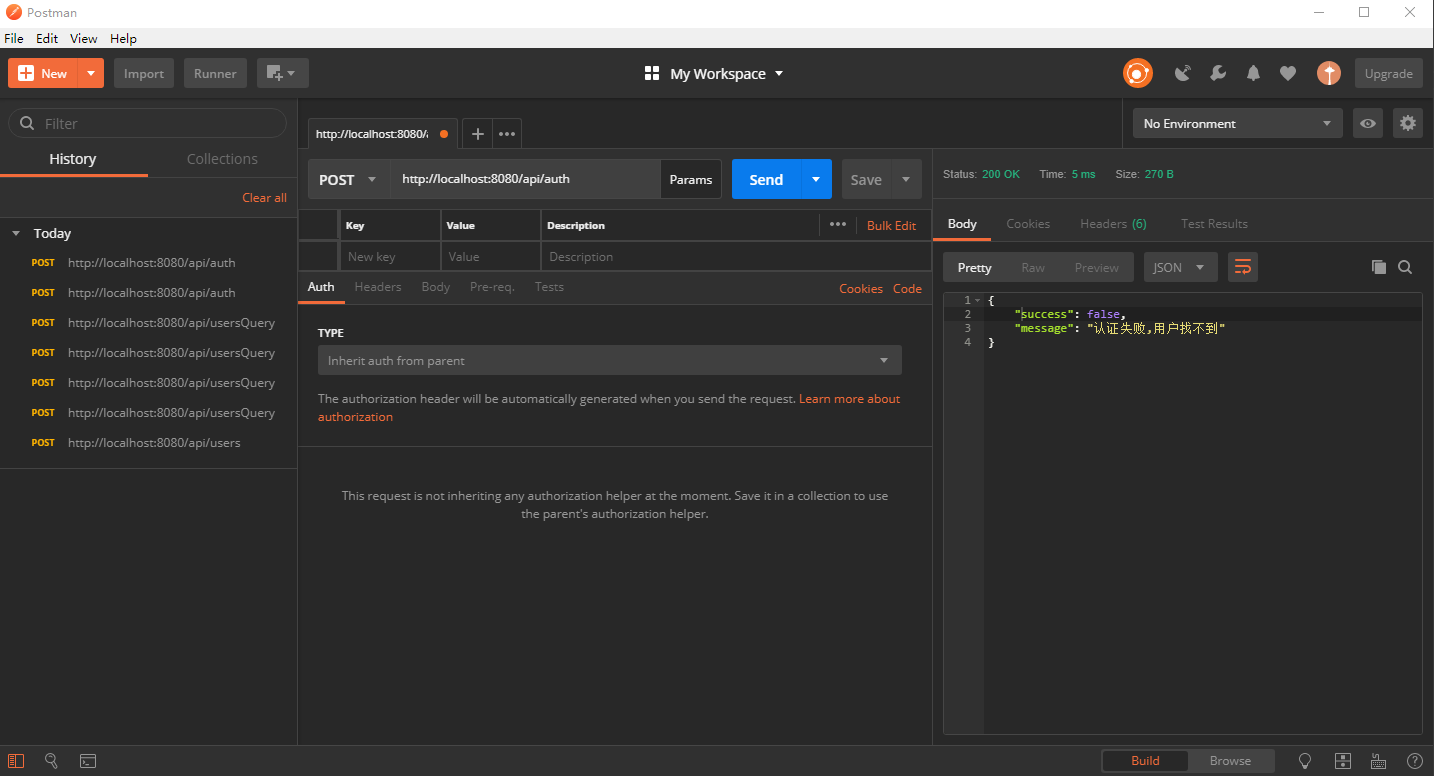 Postman
File Edit View Help
New Import Runner My Workspace Upgrade
Filter
History Collections
Clear all
Today
POST http://localhost:8080/api/auth
POST http://localhost:8080/api/auth
POST http://localhost:8080/api/usersQuery
POST http://localhost:8080/api/usersQuery
POST http://localhost:8080/api/usersQuery
POST http://localhost:8080/api/usersQuery
POST http://localhost:8080/api/users
http://localhost:8080/a
No Environment
POST http://localhost:8080/api/auth Params Send Save
Key Value Description Bulk Edit
New key Value Description
Auth Headers Body Pre-req. Tests Cookies Code
TYPE
Inherit auth from parent
The authorization header will be automatically generated when you send the request. Learn more about
authorization
This request is not inheriting any authorization helper at the moment. Save it in a collection to use
the parent's authorization helper.
Status: 200 OK Time: 5 ms Size: 270 B
Body Cookies Headers (6) Test Results
Pretty Raw Preview JSON
1 {
2 "success": false,
3 "message": "认证失败,用户找不到"
4 }
Build Browse